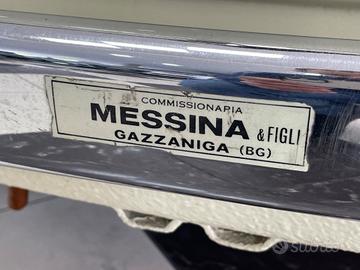 COMMISSIONARIA
MESSINA & FIGLI
GAZZANIGA (BG)
subito